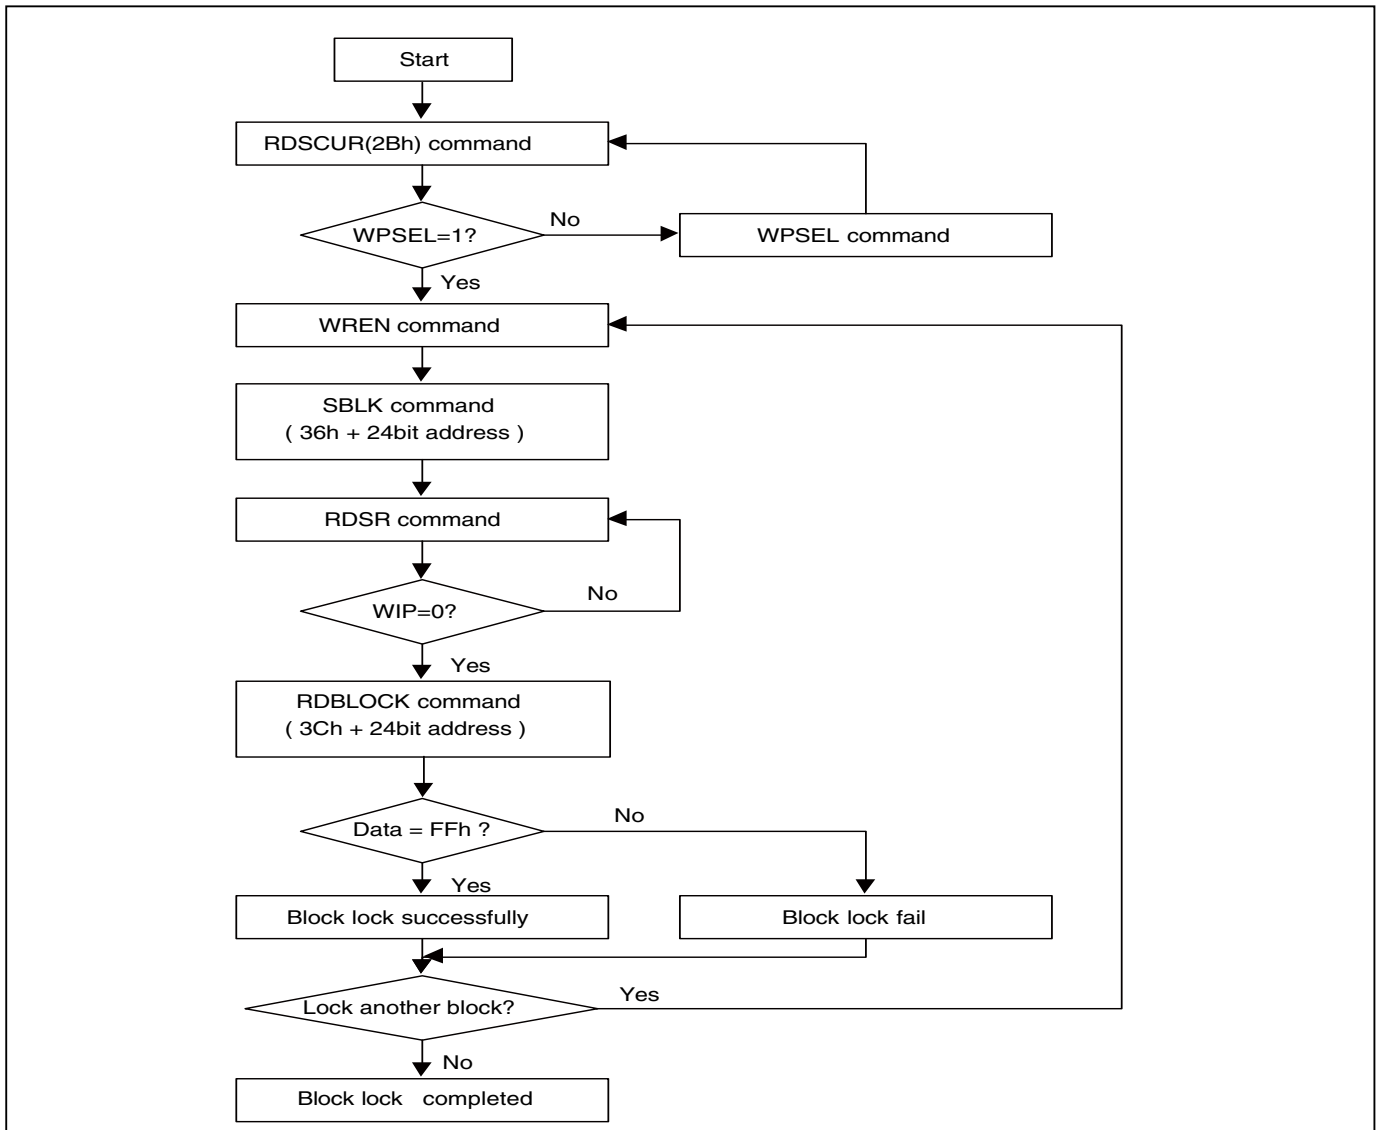 Start
RDSCUR(2Bh) command
WPSEL=1?
No
WPSEL command
Yes
WREN command
SBLK command
( 36h + 24bit address )
RDSR command
WIP=0?
No
Yes
RDBLOCK command
( 3Ch + 24bit address )
Data = FFh ?
No
Yes
Block lock successfully
Block lock fail
Lock another block?
Yes
No
Block lock completed